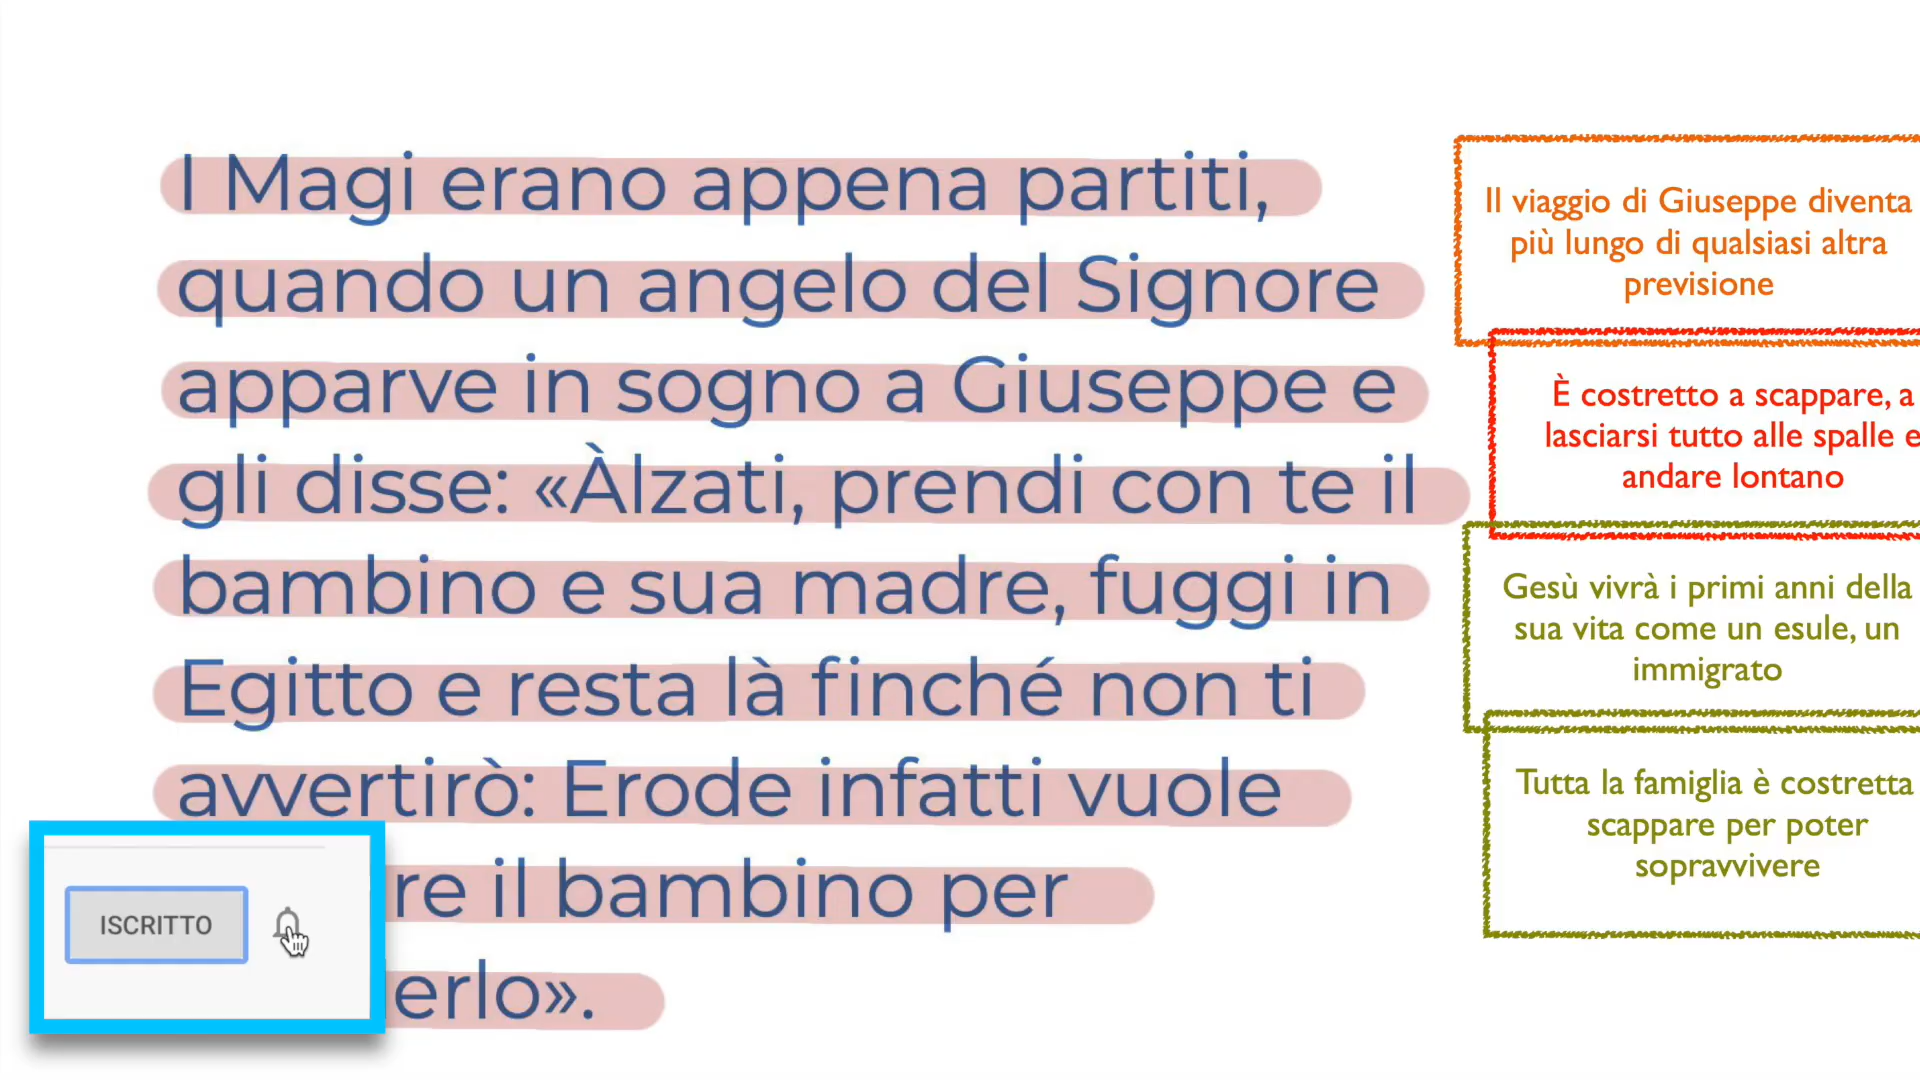 I Magi erano appena partiti,
quando un angelo del Signore
apparve in sogno a Giuseppe e
gli disse: «Àlzati, prendi con te il
bambino e sua madre, fuggi in
Egitto e resta là finché non ti
avvertirò: Erode infatti vuole
re il bambino per
erlo».
Il viaggio di Giuseppe diventa
più lungo di qualsiasi altra
previsione
È costretto a scappare, a
lasciarsi tutto alle spalle e
andare lontano
Gesù vivrà i primi anni della
sua vita come un esule, un
immigrato
Tutta la famiglia è costretta
scappare per poter
sopravvivere
ISCRITTO